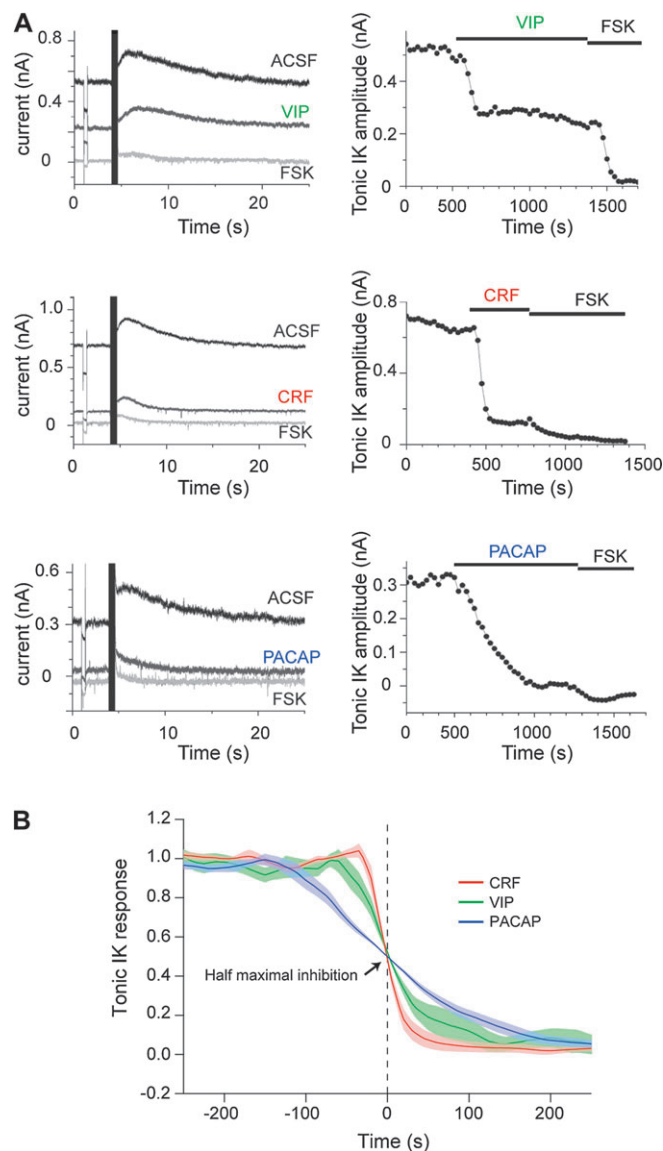 A
current (nA)
0.8
0.4
0
ACSF
VIP
FSK
10
20
Time (s)
Tonic IK amplitude (nA)
0.4
0.2
0
VIP
FSK
0
500
1000
1500
Time (s)
current (nA)
1.0
0.5
0
ACSF
CRF
FSK
10
20
Time (s)
Tonic IK amplitude (nA)
0.8
0.4
0
CRF
FSK
0
500
1000
1500
Time (s)
current (nA)
0.6
0.3
0
ACSF
PACAP
FSK
10
20
Time (s)
Tonic IK amplitude (nA)
0.3
0.2
0.1
0
PACAP
FSK
0
500
1000
1500
Time (s)
B
Tonic IK response
1.2
1.0
0.8
0.6
0.4
0.2
0.0
-0.2
CRF
VIP
PACAP
Half maximal inhibition
-200
-100
0
100
200
Time (s)